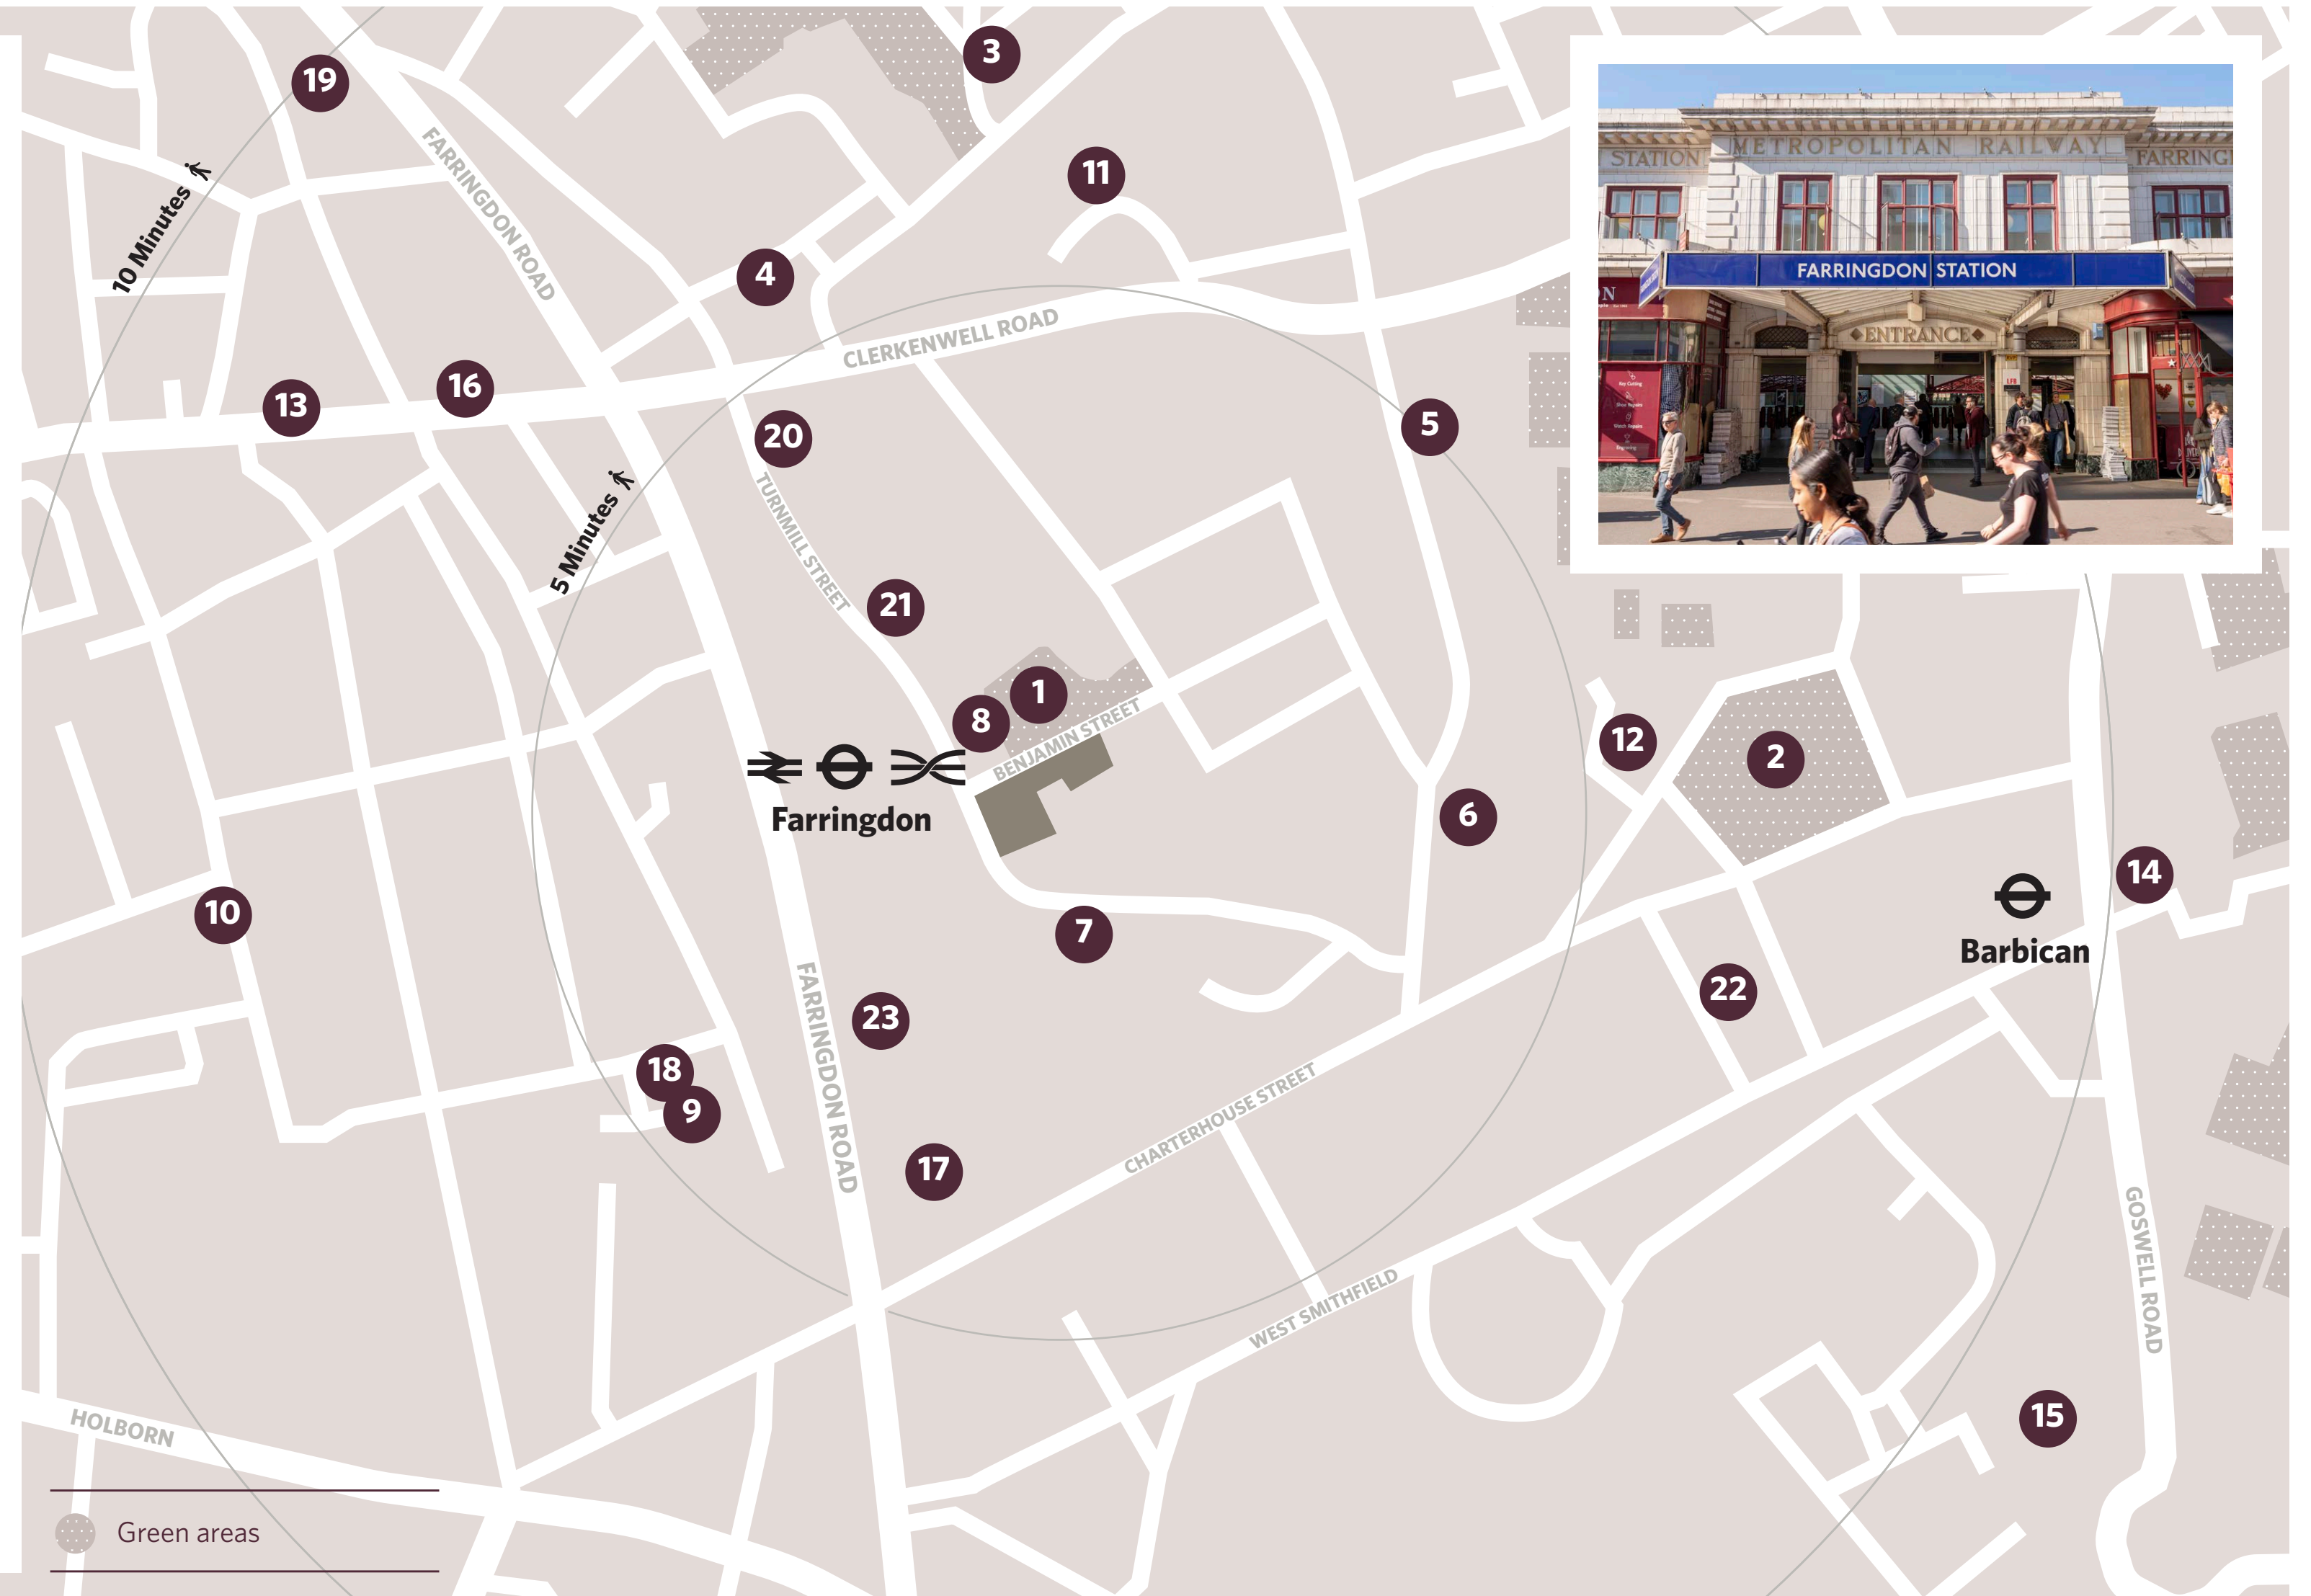 3
19
11
10 Minutes
FARRINGDON ROAD
4
CLERKENWELL ROAD
STATION
METROPOLITAN RAILWAY
FARRING
FARRINGDON STATION
ENTRANCE
13
16
20
5
5 Minutes
TURNMILL STREET
21
1
8
BENJAMIN STREET
12
2
Farringdon
6
14
10
7
Barbican
22
23
FARRINGDON ROAD
18
9
CHARTERHOUSE STREET
17
GOSWELL ROAD
WEST SMITHFIELD
15
HOLBORN
Green areas